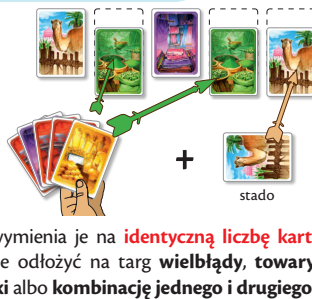 +
stado
wymienia je na identyczną liczbę kart
e odłożyć na targ wielbłądy, towary
ki albo kombinację jednego i drugiego